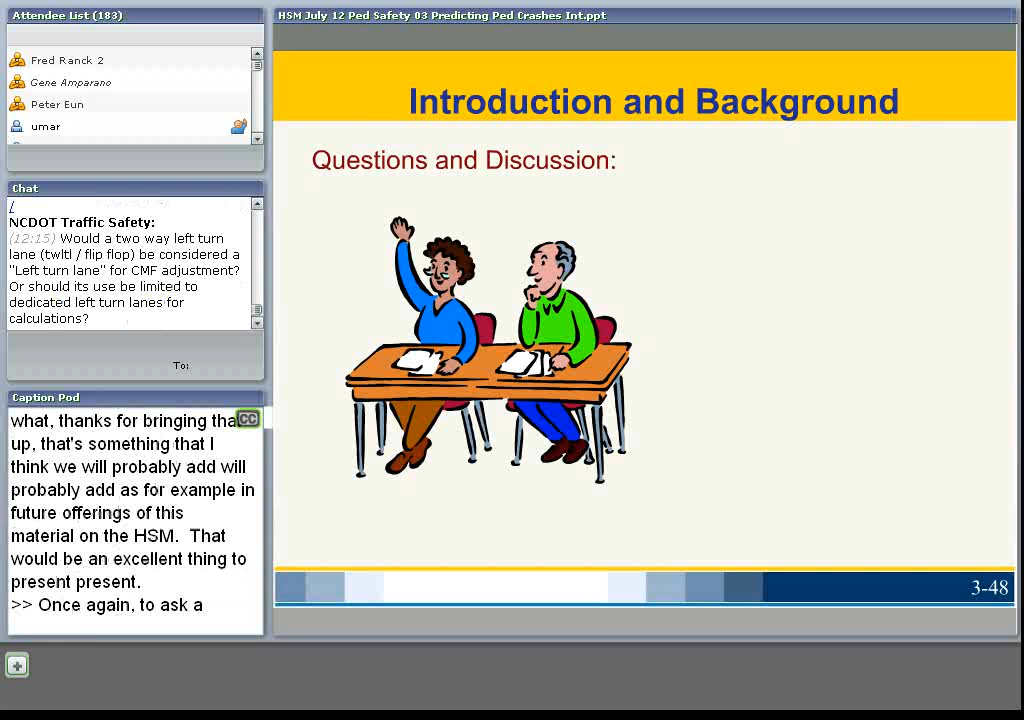 Attendee List (183)
Fred Ranck 2
Gene Amparano
Peter Eun
umar
Chat
/
NCDOT Traffic Safety:
(12:15) Would a two way left turn
lane (twltl / flip flop) be considered a
"Left turn lane" for CMF adjustment?
Or should its use be limited to
dedicated left turn lanes for
calculations?
To:
Caption Pod
what, thanks for bringing tha
CC
up, that's something that I
think we will probably add will
probably add as for example in
future offerings of this
material on the HSM.  That
would be an excellent thing to
present present.
>> Once again, to ask a
HSM July 12 Ped Safety 03 Predicting Ped Crashes Int.ppt
Introduction and Background
Questions and Discussion:
3-48